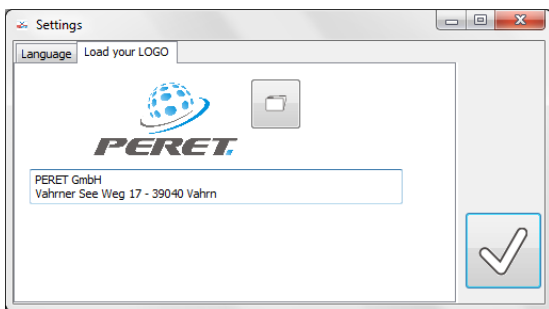 Settings
Language
Load your LOGO
PERET
PERET GmbH
Vahrner See Weg 17 - 39040 Vahrn